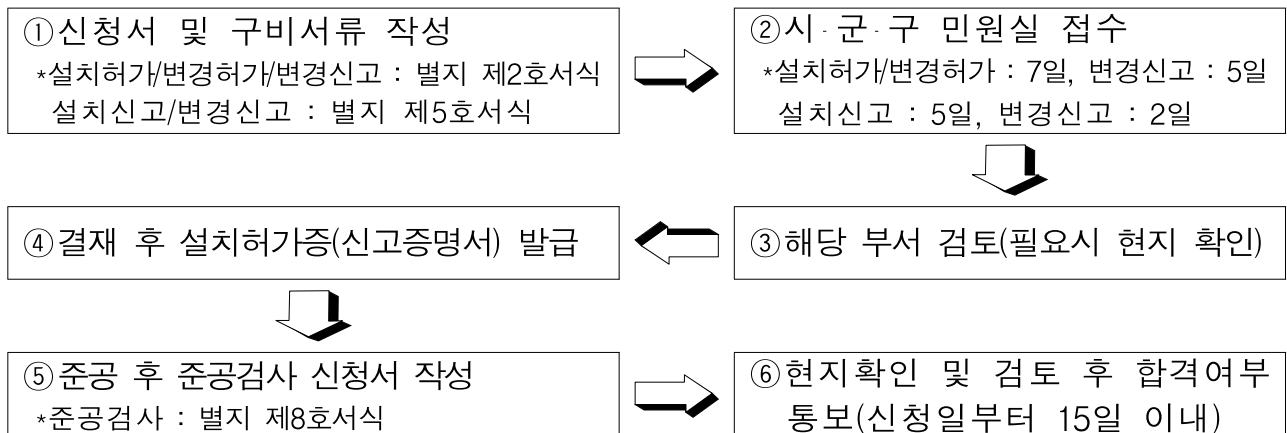 ①신청서 및 구비서류 작성
*설치허가/변경허가/변경신고 : 별지 제2호서식
설치신고/변경신고 : 별지 제5호서식
②시·군·구 민원실 접수
*설치허가/변경허가 : 7일, 변경신고 : 5일
설치신고 : 5일, 변경신고 : 2일
③해당 부서 검토(필요시 현지 확인)
④결재 후 설치허가증(신고증명서) 발급
⑤준공 후 준공검사 신청서 작성
*준공검사 : 별지 제8호서식
⑥현지확인 및 검토 후 합격여부
통보(신청일부터 15일 이내)